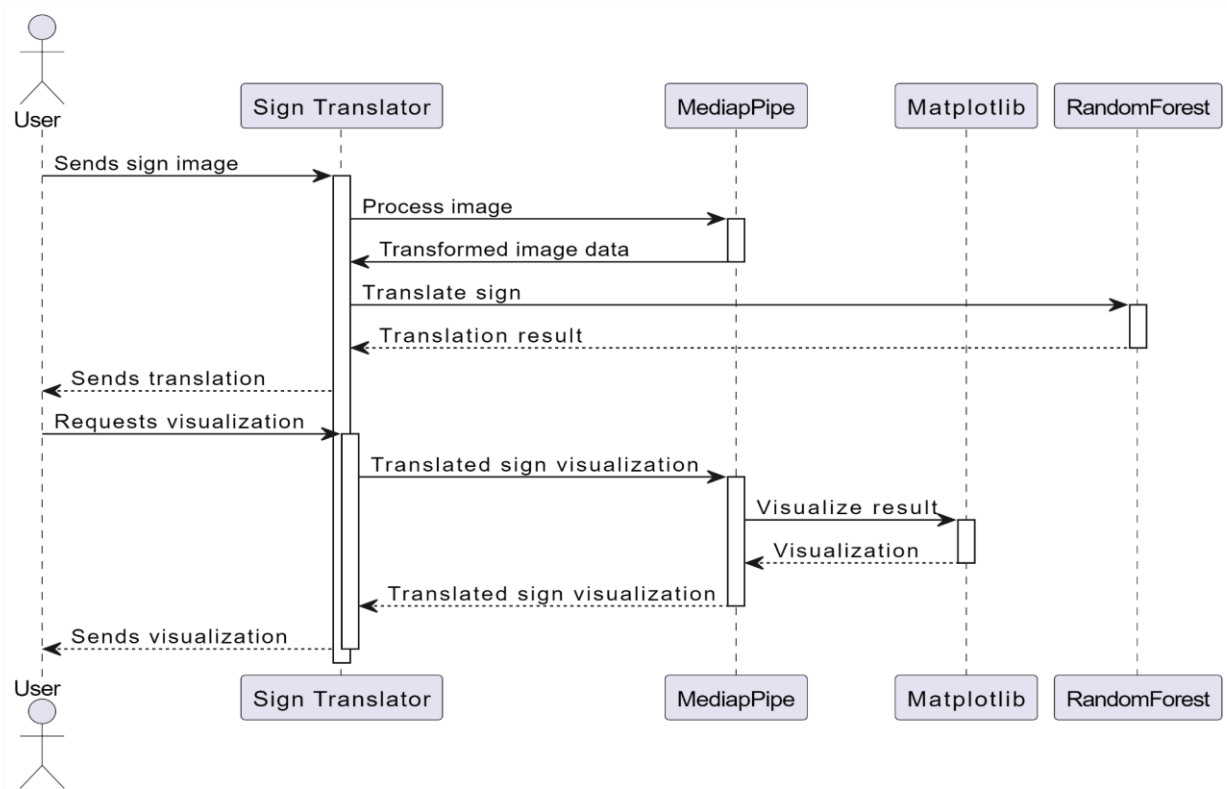 User
Sign Translator
MediapPipe
Matplotlib
RandomForest
Sends sign image
Process image
Transformed image data
Translate sign
Translation result
Sends translation
Requests visualization
Translated sign visualization
Visualize result
Visualization
Translated sign visualization
Sends visualization
User
Sign Translator
MediapPipe
Matplotlib
RandomForest